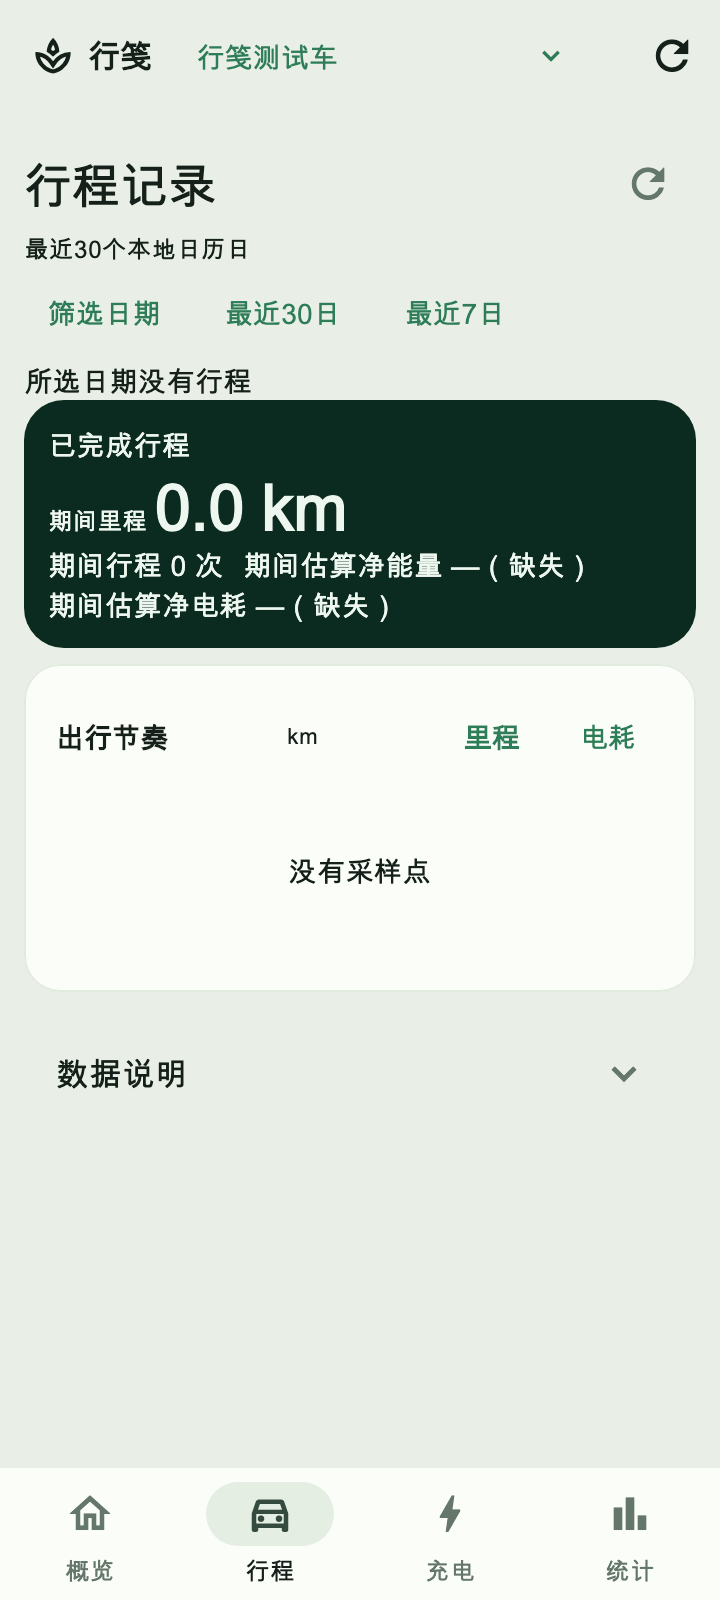 行笺 行笺测试车
行程记录
最近30个本地日历日
筛选日期 最近30日 最近7日
所选日期没有行程
已完成行程
期间里程 0.0 km
期间行程 0 次 期间估算净能量 —（缺失）
期间估算净电耗 —（缺失）
出行节奏 km 里程 电耗
没有采样点
数据说明
概览 行程 充电 统计